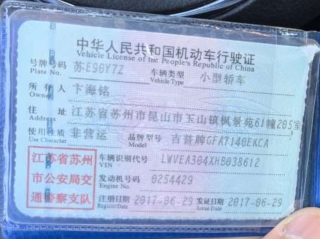 中华人民共和国机动车行驶证
Vehicle License of the People's Republic of China
号牌号码 苏E96Y7Z 车辆类型 小型轿车
Plate No. Vehicle Type
所有人 卞海铭
Owner
住址 江苏省苏州市昆山市玉山镇枫景苑61幢205室
Address
使用性质 非营运 品牌型号 吉普牌GFA7140EKCA
Use Character Model
江苏省苏州
市公安局交
通警察支队
车辆识别代号 LWVEA304XHB038612
VIN
发动机号码 0254429
Engine No.
注册日期 2017-06-29 发证日期 2017-06-29
Register Date Issue Date